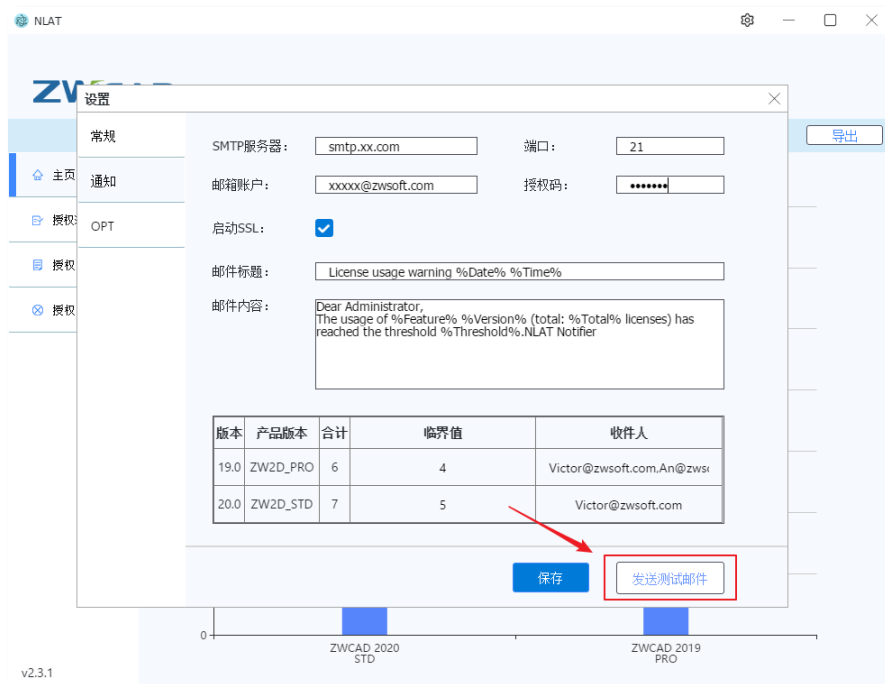 NLAT
设置
常规
通知
OPT
导出
主页
授权
授权
授权
SMTP服务器： smtp.xx.com 端口： 21
邮箱账户： xxxxx@zwsoft.com 授权码： •••••••
启动SSL：
邮件标题： License usage warning %Date% %Time%
邮件内容： Dear Administrator,
The usage of %Feature% %Version% (total: %Total% licenses) has
reached the threshold %Threshold%.NLAT Notifier
版本 产品版本 合计 临界值 收件人
19.0 ZW2D_PRO 6 4 Victor@zwsoft.com,An@zws
20.0 ZW2D_STD 7 5 Victor@zwsoft.com
保存 发送测试邮件
0
ZWCAD 2020
STD
ZWCAD 2019
PRO
v2.3.1